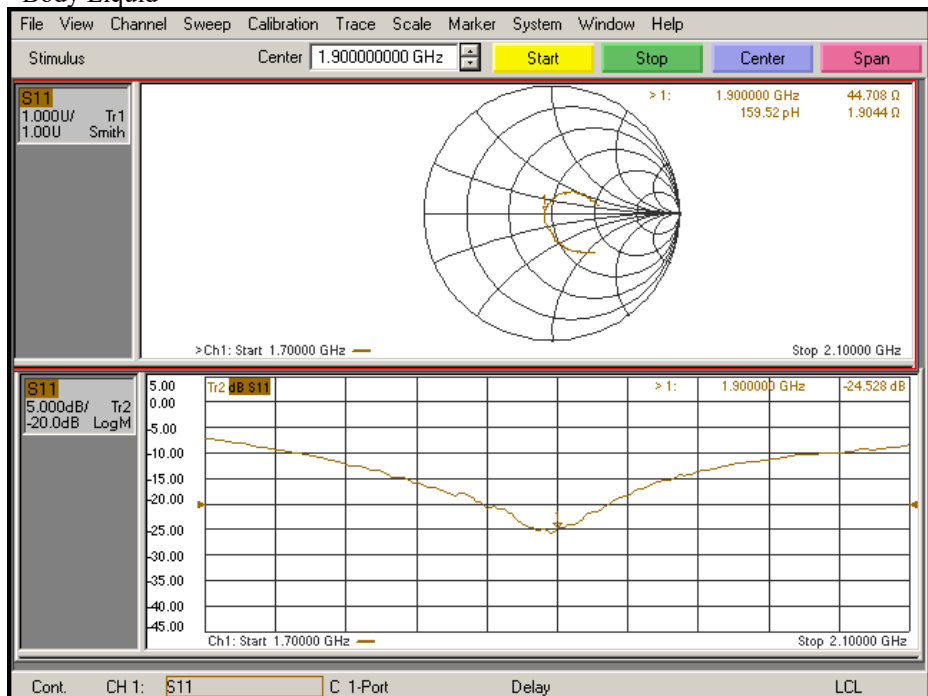 Body Liquid
File View Channel Sweep Calibration Trace Scale Marker System Window Help
Stimulus Center 1.900000000 GHz Start Stop Center Span
S11
1.000U/ Tr1
1.00U Smith
> 1: 1.900000 GHz 44.708 Ω
159.52 pH 1.9044 Ω
>Ch1: Start 1.70000 GHz Stop 2.10000 GHz
S11
5.000dB/ Tr2
-20.0dB LogM
Tr2 dB S11
> 1: 1.900000 GHz -24.528 dB
5.00
0.00
-5.00
-10.00
-15.00
-20.00
-25.00
-30.00
-35.00
-40.00
-45.00
Ch1: Start 1.70000 GHz Stop 2.10000 GHz
Cont. CH 1: S11 C 1-Port Delay LCL